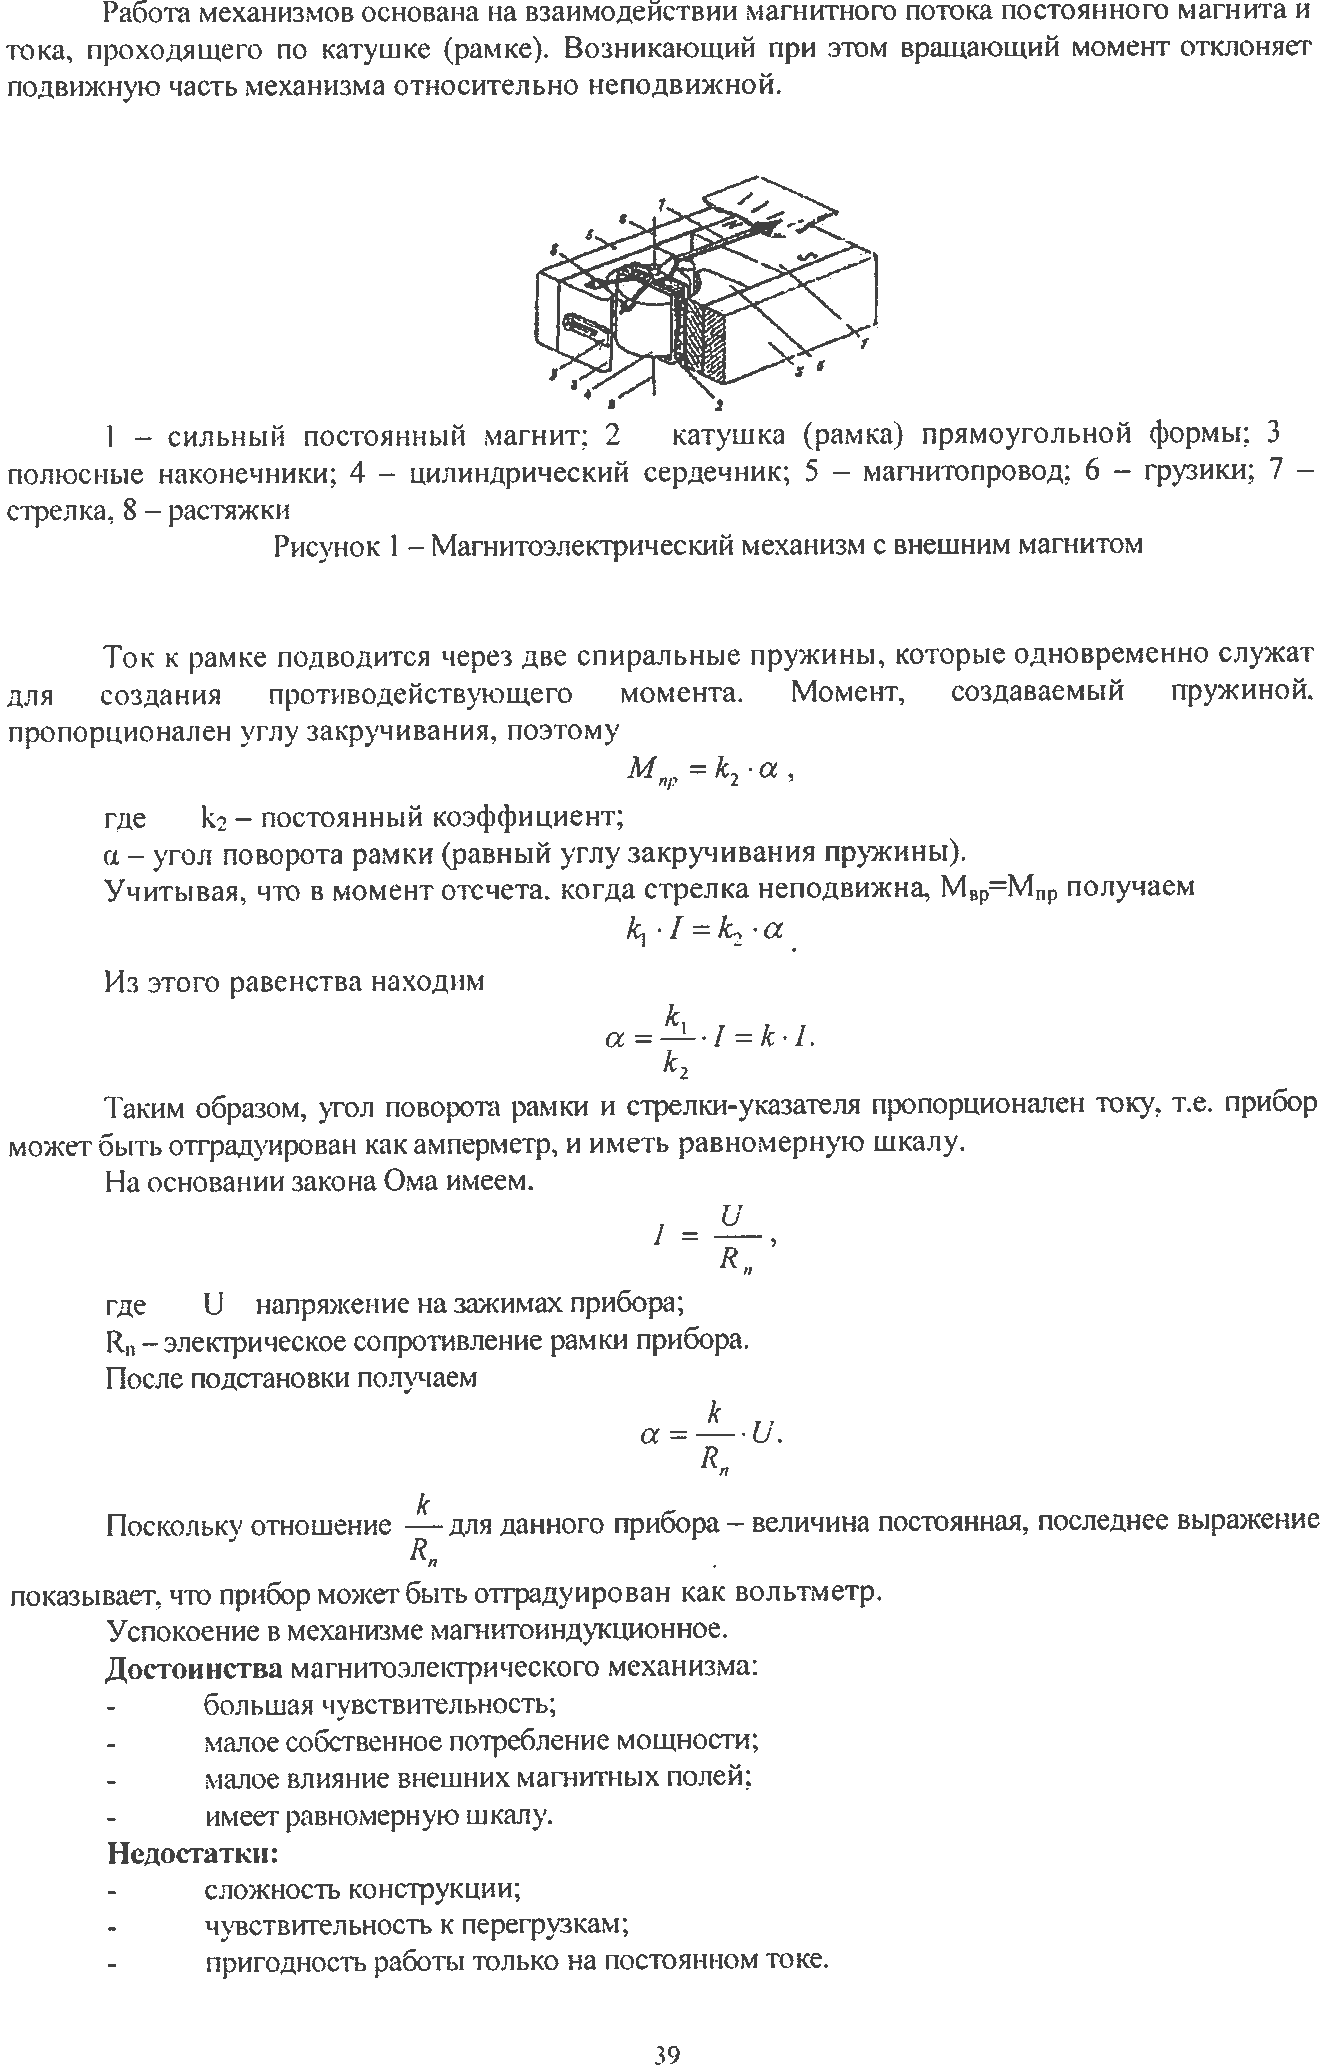 Работа механизмов основана на взаимодействии магнитного потока постоянного магнита и
тока, проходящего по катушке (рамке). Возникающий при этом вращающий момент отклоняет
подвижную часть механизма относительно неподвижной.
1 – сильный постоянный магнит; 2 катушка (рамка) прямоугольной формы; 3
полюсные наконечники; 4 – цилиндрический сердечник; 5 – магнитопровод; 6 – грузики; 7 –
стрелка, 8 – растяжки
Рисунок 1 – Магнитоэлектрический механизм с внешним магнитом
Ток к рамке подводится через две спиральные пружины, которые одновременно служат
для создания противодействующего момента. Момент, создаваемый пружиной.
пропорционален углу закручивания, поэтому
M_пр = k₂ · α ,
где k₂ – постоянный коэффициент;
α – угол поворота рамки (равный углу закручивания пружины).
Учитывая, что в момент отсчета. когда стрелка неподвижна, Мвр=Мпр получаем
k₁ · I = k₂ · α .
Из этого равенства находим
α = k₁/k₂ · I = k · I.
Таким образом, угол поворота рамки и стрелки-указателя пропорционален току, т.е. прибор
может быть отградуирован как амперметр, и иметь равномерную шкалу.
На основании закона Ома имеем.
I = U/R_п ,
где U напряжение на зажимах прибора;
Rп – электрическое сопротивление рамки прибора.
После подстановки получаем
α = k/R_п · U.
Поскольку отношение k/R_п для данного прибора – величина постоянная, последнее выражение
показывает, что прибор может быть отградуирован как вольтметр.
Успокоение в механизме магнитоиндукционное.
Достоинства магнитоэлектрического механизма:
- большая чувствительность;
- малое собственное потребление мощности;
- малое влияние внешних магнитных полей;
- имеет равномерную шкалу.
Недостатки:
- сложность конструкции;
- чувствительность к перегрузкам;
- пригодность работы только на постоянном токе.
39